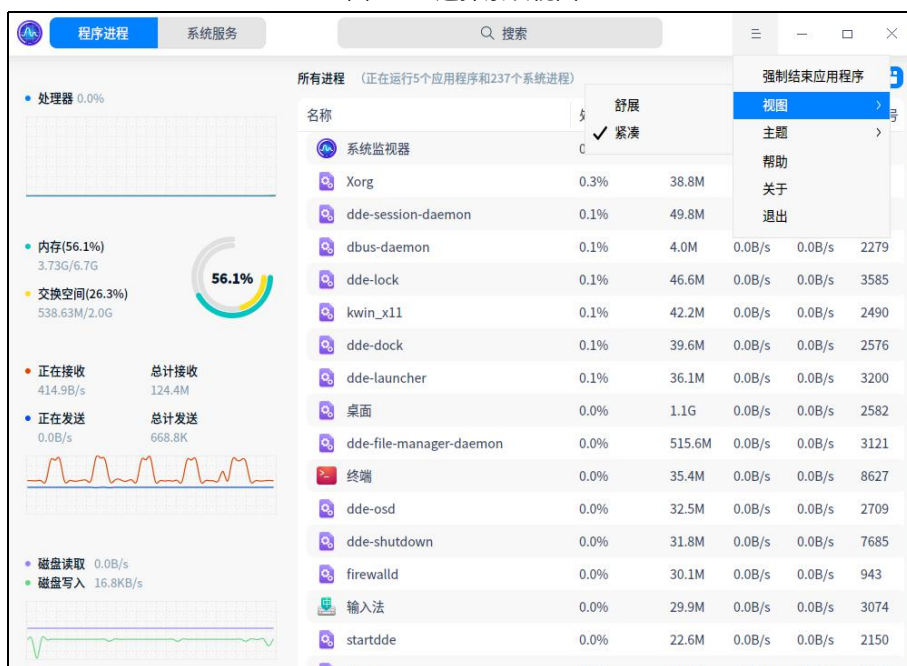 程序进程 系统服务 搜索
所有进程 (正在运行5个应用程序和237个系统进程) 强制结束应用程序
处理器 0.0% 舒展 视图
名称 紧凑 主题
系统监视器 帮助
Xorg 0.3% 38.8M 关于
dde-session-daemon 0.1% 49.8M 退出
内存(56.1%) dbus-daemon 0.1% 4.0M 0.0B/s 0.0B/s 2279
3.73G/6.7G 56.1% dde-lock 0.1% 46.6M 0.0B/s 0.0B/s 3585
交换空间(26.3%)
538.63M/2.0G kwin_x11 0.1% 42.2M 0.0B/s 0.0B/s 2490
dde-dock 0.1% 39.6M 0.0B/s 0.0B/s 2576
正在接收 总计接收 dde-launcher 0.1% 36.1M 0.0B/s 0.0B/s 3200
414.9B/s 124.4M
正在发送 总计发送 桌面 0.0% 1.1G 0.0B/s 0.0B/s 2582
0.0B/s 668.8K dde-file-manager-daemon 0.0% 515.6M 0.0B/s 0.0B/s 3121
终端 0.0% 35.4M 0.0B/s 0.0B/s 8627
dde-osd 0.0% 32.5M 0.0B/s 0.0B/s 2709
dde-shutdown 0.0% 31.8M 0.0B/s 0.0B/s 7685
磁盘读取 0.0B/s firewalld 0.0% 30.1M 0.0B/s 0.0B/s 943
磁盘写入 16.8KB/s
输入法 0.0% 29.9M 0.0B/s 0.0B/s 3074
startdde 0.0% 22.6M 0.0B/s 0.0B/s 2150